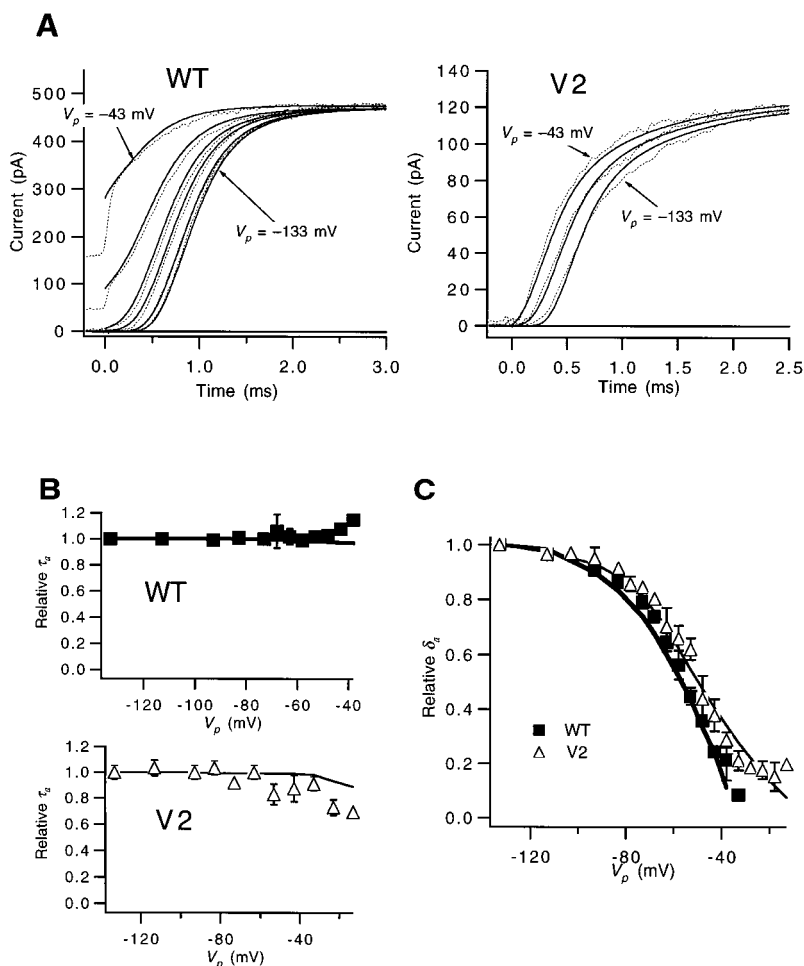 A
WT
V2
500
400
300
200
100
0
Current (pA)
V_p = −43 mV
V_p = −133 mV
0.0 1.0 2.0 3.0
Time (ms)
140
120
100
80
60
40
20
0
Current (pA)
V_p = −43 mV
V_p = −133 mV
0.0 0.5 1.0 1.5 2.0 2.5
Time (ms)
B
1.2
1.0
0.8
0.6
0.4
0.2
0.0
Relative τ_a
WT
-120 -100 -80 -60 -40
V_p (mV)
1.2
1.0
0.8
0.6
0.4
0.2
0.0
Relative τ_a
V2
-120 -80 -40
V_p (mV)
C
1.0
0.8
0.6
0.4
0.2
0.0
Relative δ_a
WT
V2
-120 -80 -40
V_p (mV)